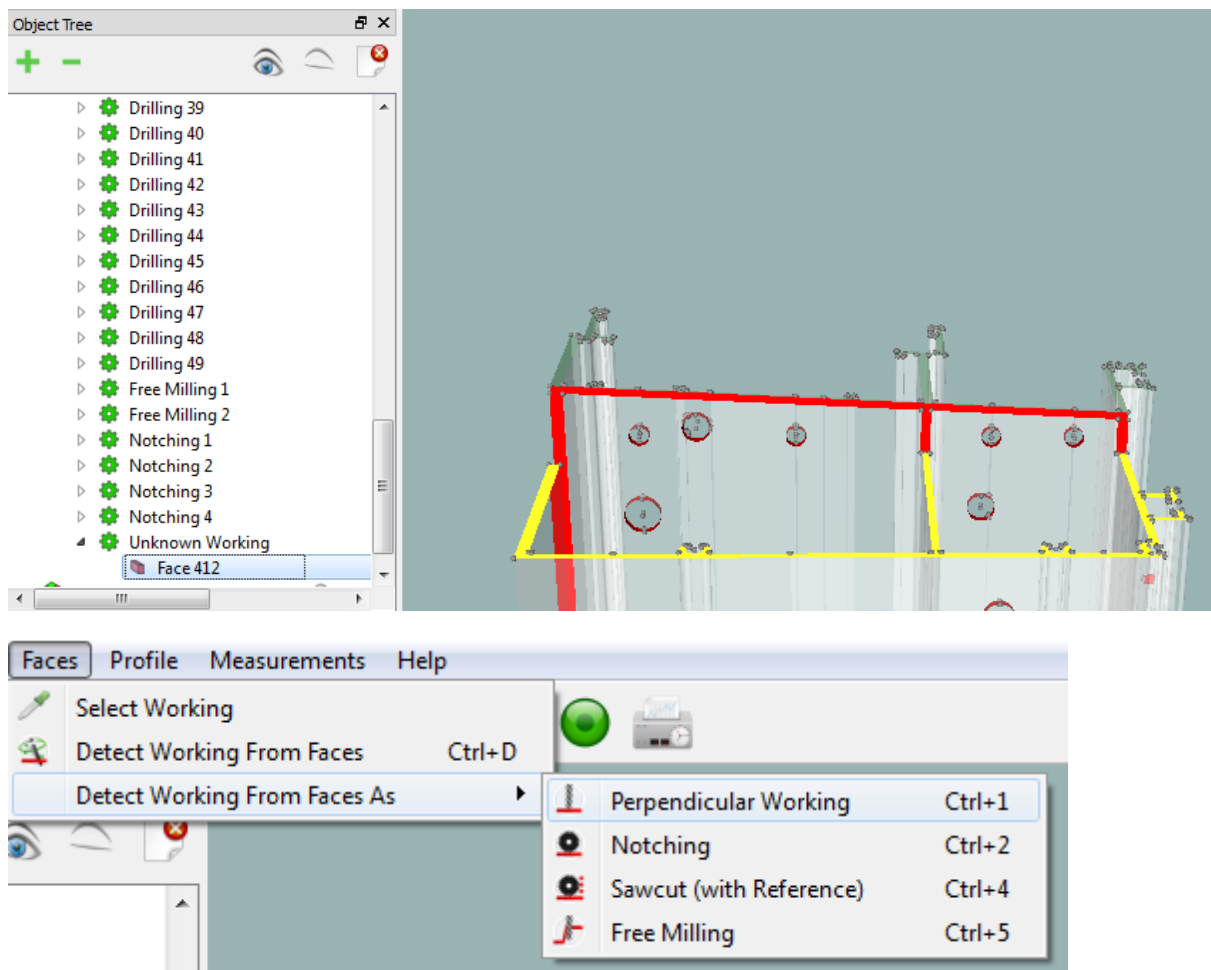 Object Tree
Drilling 39
Drilling 40
Drilling 41
Drilling 42
Drilling 43
Drilling 44
Drilling 45
Drilling 46
Drilling 47
Drilling 48
Drilling 49
Free Milling 1
Free Milling 2
Notching 1
Notching 2
Notching 3
Notching 4
Unknown Working
Face 412
Faces Profile Measurements Help
Select Working
Detect Working From Faces Ctrl+D
Detect Working From Faces As
Perpendicular Working Ctrl+1
Notching Ctrl+2
Sawcut (with Reference) Ctrl+4
Free Milling Ctrl+5